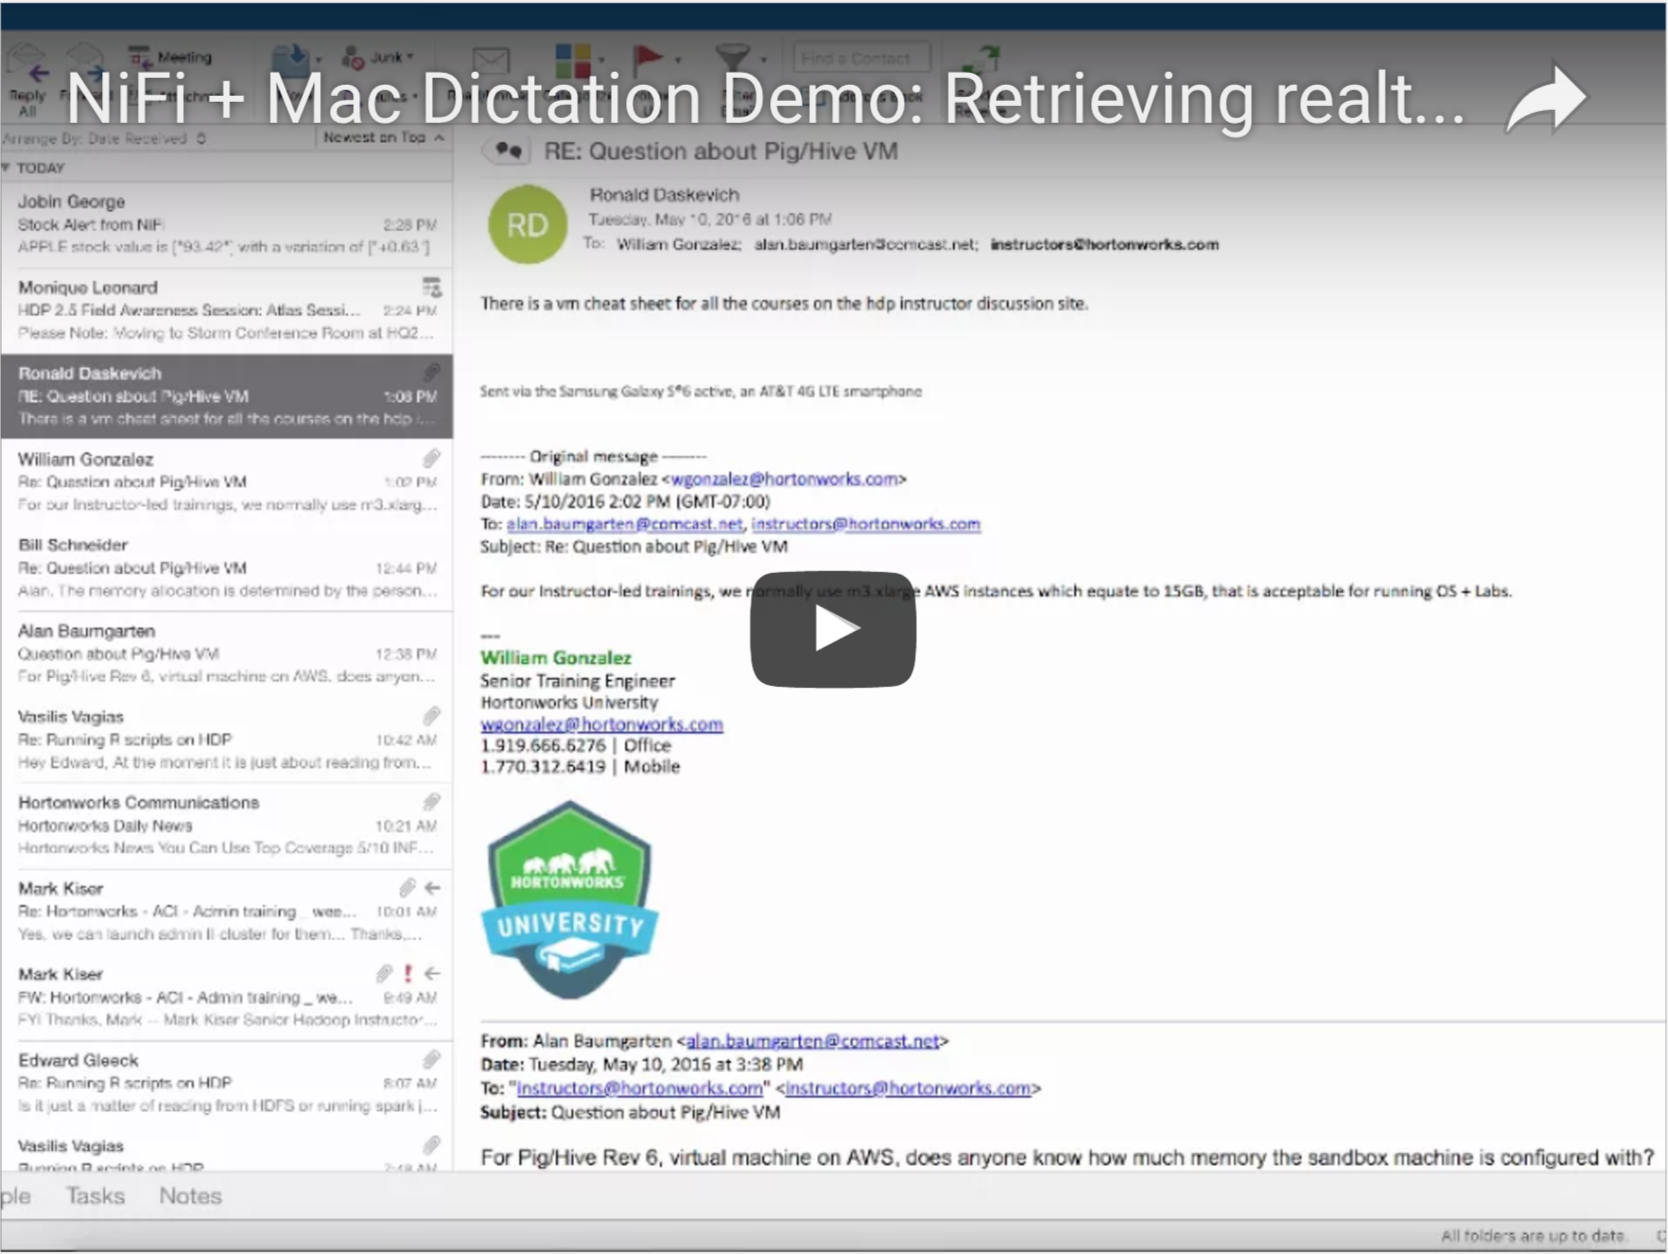 NiFi + Mac Dictation Demo: Retrieving realt...
Meeting
Junk
Find a Contact
Reply
All
Arrange By: Date Received
Newest on Top
TODAY
Jobin George
Stock Alert from NiFi
2:28 PM
APPLE stock value is ["93.42"] with a variation of ["+0.63"]
Monique Leonard
HDP 2.5 Field Awareness Session: Atlas Sessi...
2:24 PM
Please Note: Moving to Storm Conference Room at HQ2...
Ronald Daskevich
RE: Question about Pig/Hive VM
1:06 PM
There is a vm cheat sheet for all the courses on the hdp i...
William Gonzalez
Re: Question about Pig/Hive VM
1:02 PM
For our Instructor-led trainings, we normally use m3.xlarg...
Bill Schneider
Re: Question about Pig/Hive VM
12:44 PM
Alan, The memory allocation is determined by the person...
Alan Baumgarten
Question about Pig/Hive VM
12:38 PM
For Pig/Hive Rev 6, virtual machine on AWS, does anyon...
Vasilis Vagias
Re: Running R scripts on HDP
10:42 AM
Hey Edward, At the moment it is just about reading from...
Hortonworks Communications
Hortonworks Daily News
10:21 AM
Hortonworks News You Can Use Top Coverage 5/10 INF...
Mark Kiser
Re: Hortonworks - ACI - Admin training _ wee...
10:01 AM
Yes, we can launch admin II cluster for them... Thanks,...
Mark Kiser
FW: Hortonworks - ACI - Admin training _ we...
9:49 AM
FYI Thanks, Mark -- Mark Kiser Senior Hadoop Instructor...
Edward Gleeck
Re: Running R scripts on HDP
8:07 AM
Is it just a matter of reading from HDFS or running spark j...
Vasilis Vagias
Running R scripts on HDP
7:48 AM
RE: Question about Pig/Hive VM
RD
Ronald Daskevich
Tuesday, May 10, 2016 at 1:06 PM
To: William Gonzalez; alan.baumgarten@comcast.net; instructors@hortonworks.com
There is a vm cheat sheet for all the courses on the hdp instructor discussion site.
Sent via the Samsung Galaxy S®6 active, an AT&T 4G LTE smartphone
-------- Original message --------
From: William Gonzalez <wgonzalez@hortonworks.com>
Date: 5/10/2016 2:02 PM (GMT-07:00)
To: alan.baumgarten@comcast.net, instructors@hortonworks.com
Subject: Re: Question about Pig/Hive VM
For our Instructor-led trainings, we normally use m3.xlarge AWS instances which equate to 15GB, that is acceptable for running OS + Labs.
---
William Gonzalez
Senior Training Engineer
Hortonworks University
wgonzalez@hortonworks.com
1.919.666.6276 | Office
1.770.312.6419 | Mobile
HORTONWORKS
UNIVERSITY
From: Alan Baumgarten <alan.baumgarten@comcast.net>
Date: Tuesday, May 10, 2016 at 3:38 PM
To: "instructors@hortonworks.com" <instructors@hortonworks.com>
Subject: Question about Pig/Hive VM
For Pig/Hive Rev 6, virtual machine on AWS, does anyone know how much memory the sandbox machine is configured with?
ple
Tasks
Notes
All folders are up to date.